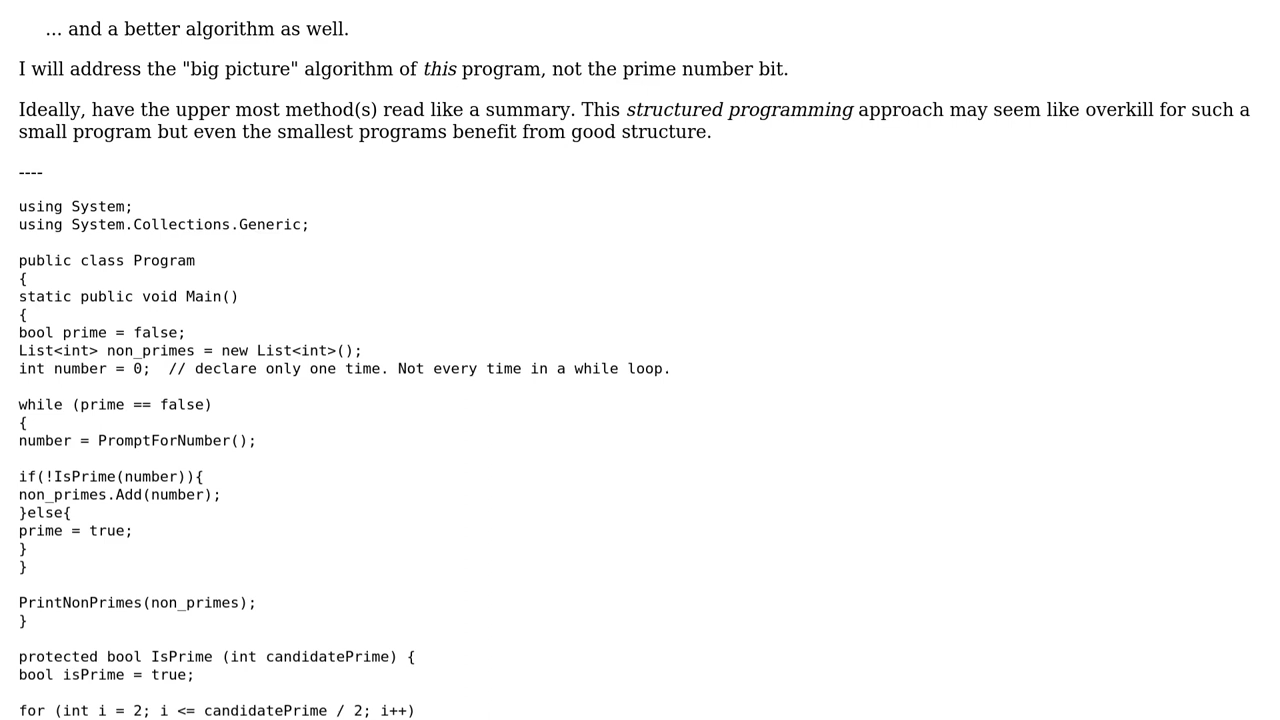 ... and a better algorithm as well.
I will address the "big picture" algorithm of this program, not the prime number bit.
Ideally, have the upper most method(s) read like a summary. This structured programming approach may seem like overkill for such a
small program but even the smallest programs benefit from good structure.
----
using System;
using System.Collections.Generic;
public class Program
{
static public void Main()
{
bool prime = false;
List<int> non_primes = new List<int>();
int number = 0;  // declare only one time. Not every time in a while loop.
while (prime == false)
{
number = PromptForNumber();
if(!IsPrime(number)){
non_primes.Add(number);
}else{
prime = true;
}
}
PrintNonPrimes(non_primes);
}
protected bool IsPrime (int candidatePrime) {
bool isPrime = true;
for (int i = 2; i <= candidatePrime / 2; i++)